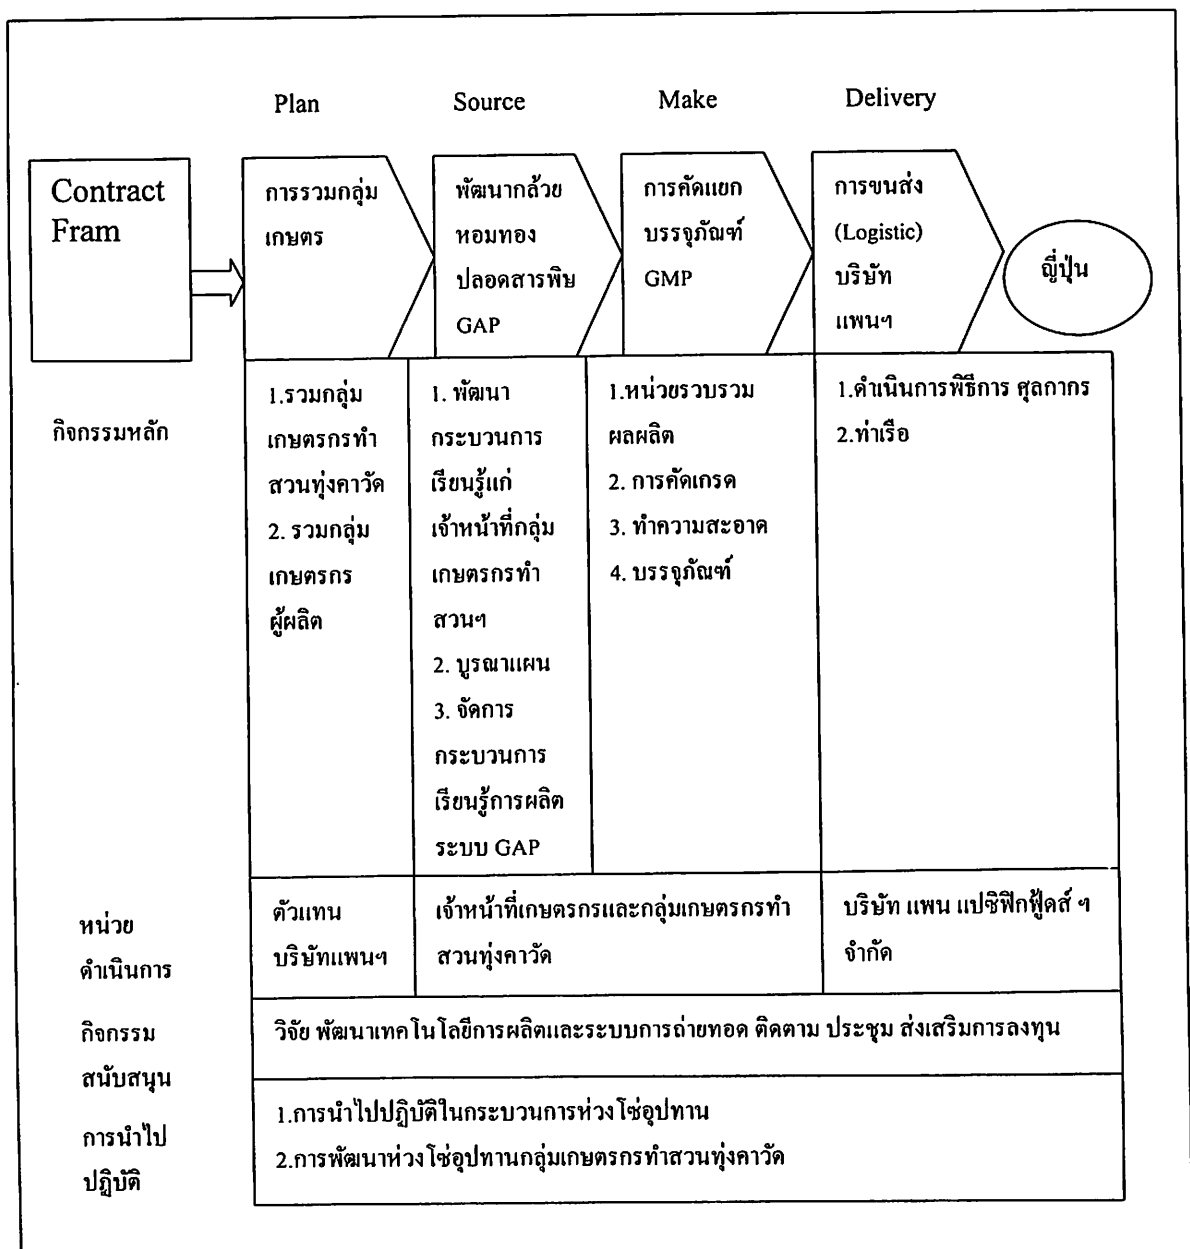 Plan
Source
Make
Delivery
Contract
Fram
การรวมกลุ่ม
เกษตร
พัฒนากล้วย
หอมทอง
ปลอดสารพิษ
GAP
การคัดแยก
บรรจุภัณฑ์
GMP
การขนส่ง
(Logistic)
บริษัท
แพนฯ
ญี่ปุ่น
กิจกรรมหลัก
1.รวมกลุ่ม
เกษตรกรทำ
สวนทุ่งคาวัด
2. รวมกลุ่ม
เกษตรกร
ผู้ผลิต
1. พัฒนา
กระบวนการ
เรียนรู้แก่
เจ้าหน้าที่กลุ่ม
เกษตรกรทำ
สวนฯ
2. บูรณาแผน
3. จัดการ
กระบวนการ
เรียนรู้การผลิต
ระบบ GAP
1.หน่วยรวบรวม
ผลผลิต
2. การคัดเกรด
3. ทำความสะอาด
4. บรรจุภัณฑ์
1.ดำเนินการพิธีการ ศุลกากร
2.ท่าเรือ
หน่วย
ดำเนินการ
ตัวแทน
บริษัทแพนฯ
เจ้าหน้าที่เกษตรกรและกลุ่มเกษตรกรทำ
สวนทุ่งคาวัด
บริษัท แพน แปซิฟิกฟู้ดส์ ฯ
จำกัด
กิจกรรม
สนับสนุน
วิจัย พัฒนาเทคโนโลยีการผลิตและระบบการถ่ายทอด ติดตาม ประชุม ส่งเสริมการลงทุน
การนำไป
ปฏิบัติ
1.การนำไปปฏิบัติในกระบวนการห่วงโซ่อุปทาน
2.การพัฒนาห่วงโซ่อุปทานกลุ่มเกษตรกรทำสวนทุ่งคาวัด